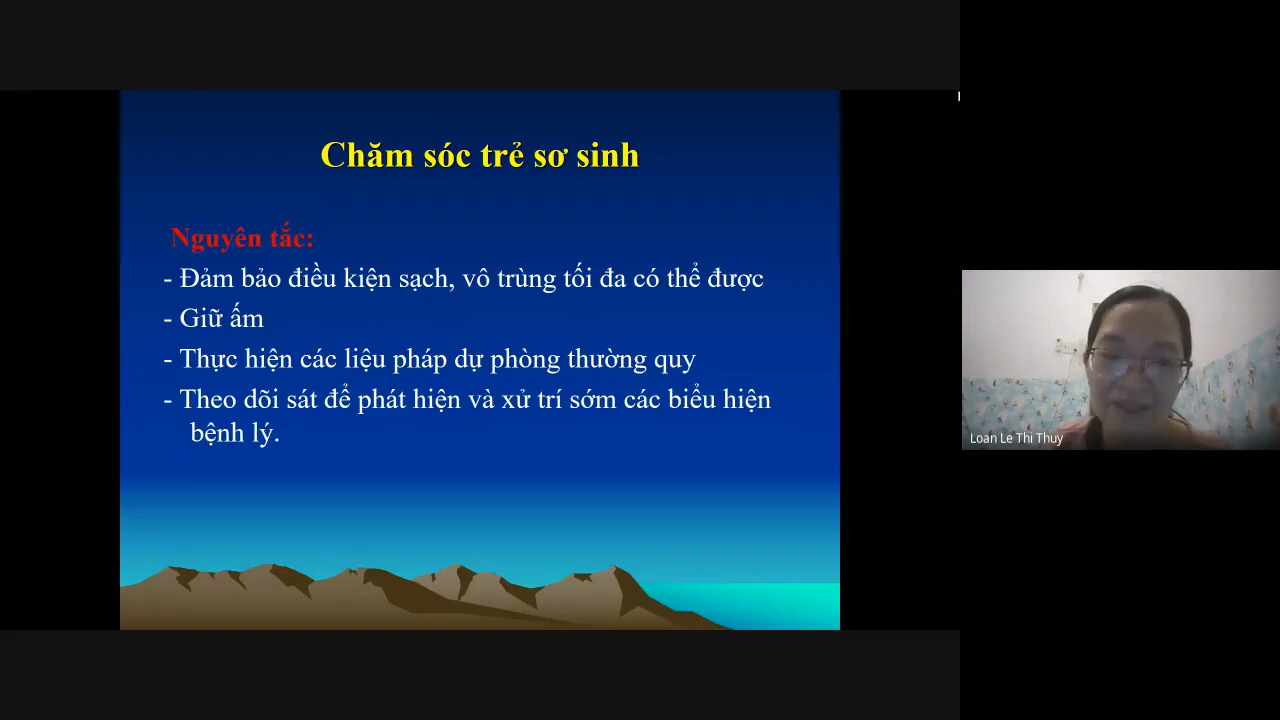 Chăm sóc trẻ sơ sinh
Nguyên tắc:
- Đảm bảo điều kiện sạch, vô trùng tối đa có thể được
- Giữ ấm
- Thực hiện các liệu pháp dự phòng thường quy
- Theo dõi sát để phát hiện và xử trí sớm các biểu hiện
bệnh lý.
Loan Le Thi Thuy